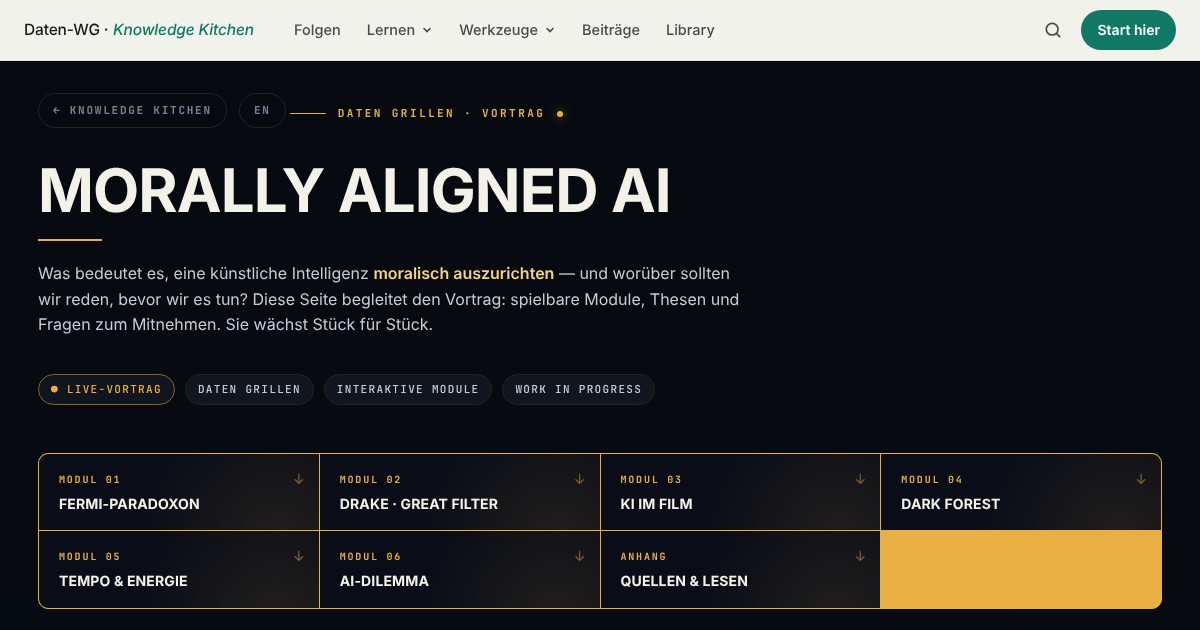 Daten-WG · Knowledge Kitchen
Folgen
Lernen
Werkzeuge
Beiträge
Library
Start hier
← KNOWLEDGE KITCHEN
EN
DATEN GRILLEN · VORTRAG
MORALLY ALIGNED AI
Was bedeutet es, eine künstliche Intelligenz moralisch auszurichten — und worüber sollten
wir reden, bevor wir es tun? Diese Seite begleitet den Vortrag: spielbare Module, Thesen und
Fragen zum Mitnehmen. Sie wächst Stück für Stück.
LIVE-VORTRAG
DATEN GRILLEN
INTERAKTIVE MODULE
WORK IN PROGRESS
MODUL 01
FERMI-PARADOXON
MODUL 02
DRAKE · GREAT FILTER
MODUL 03
KI IM FILM
MODUL 04
DARK FOREST
MODUL 05
TEMPO & ENERGIE
MODUL 06
AI-DILEMMA
ANHANG
QUELLEN & LESEN